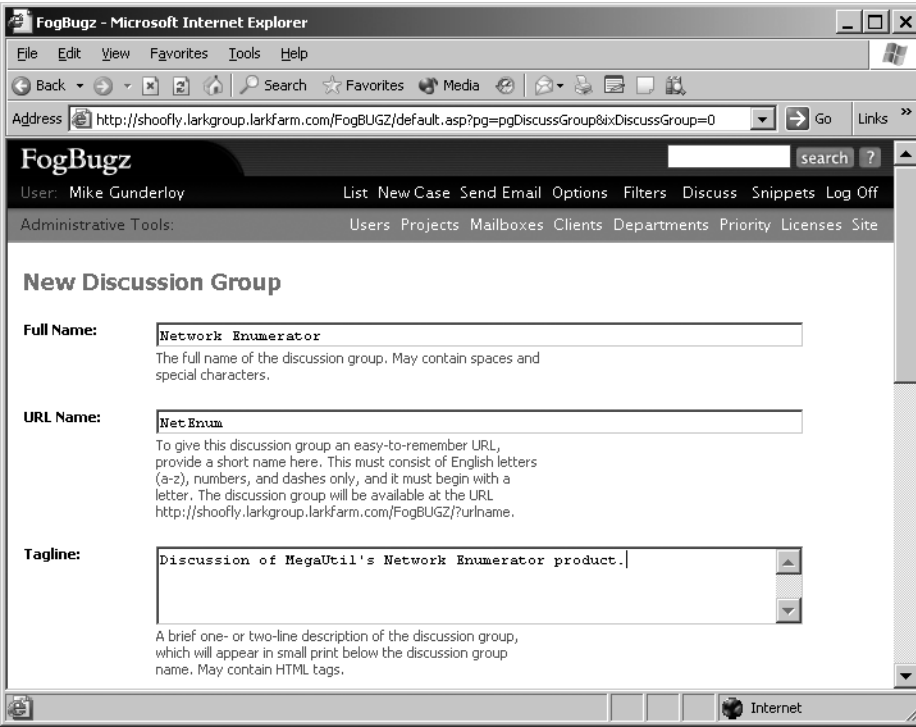 FogBugz - Microsoft Internet Explorer
File Edit View Favorites Tools Help
Back Search Favorites Media
Address http://shoofly.larkgroup.larkfarm.com/FogBUGZ/default.asp?pg=pgDiscussGroup&ixDiscussGroup=0 Go Links »
FogBugz search ?
User: Mike Gunderloy List New Case Send Email Options Filters Discuss Snippets Log Off
Administrative Tools: Users Projects Mailboxes Clients Departments Priority Licenses Site
New Discussion Group
Full Name: Network Enumerator
The full name of the discussion group. May contain spaces and
special characters.
URL Name: NetEnum
To give this discussion group an easy-to-remember URL,
provide a short name here. This must consist of English letters
(a-z), numbers, and dashes only, and it must begin with a
letter. The discussion group will be available at the URL
http://shoofly.larkgroup.larkfarm.com/FogBUGZ/?urlname.
Tagline: Discussion of MegaUtil's Network Enumerator product.
A brief one- or two-line description of the discussion group,
which will appear in small print below the discussion group
name. May contain HTML tags.
Internet